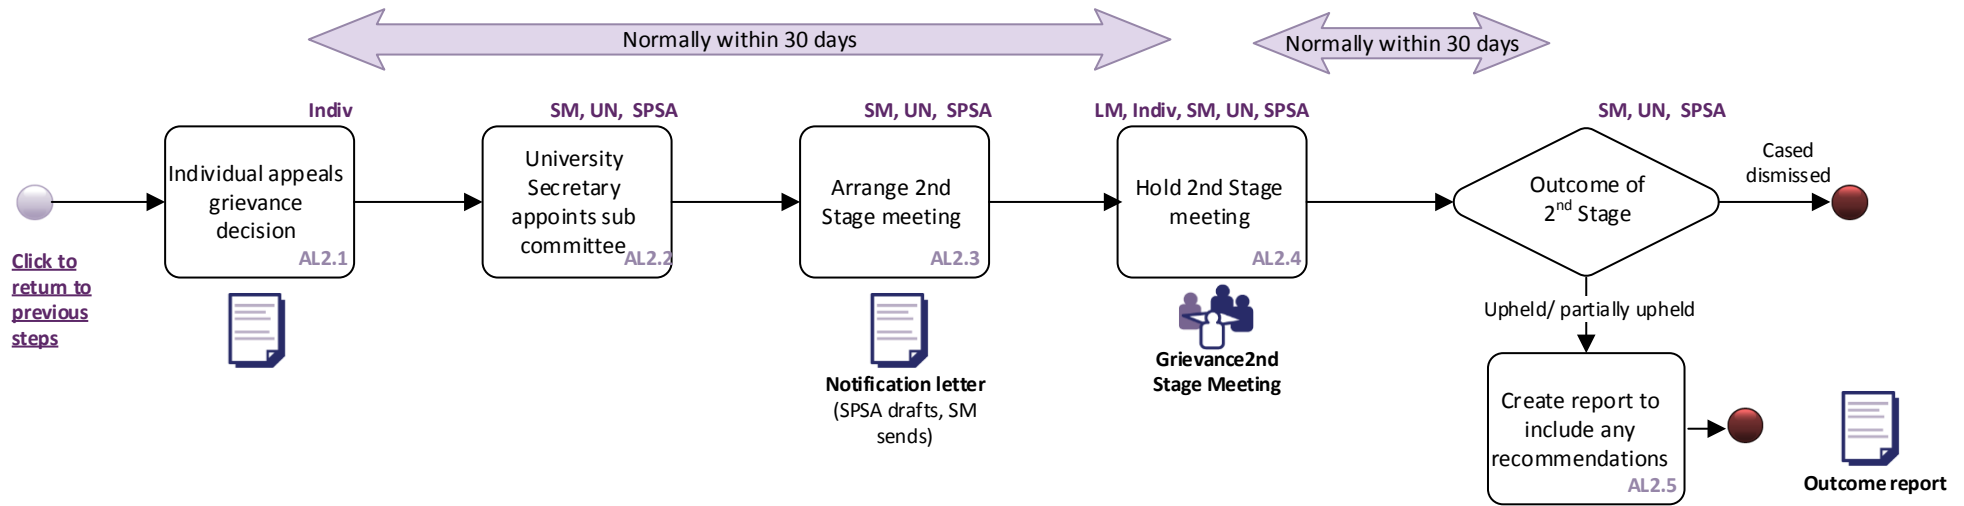 Normally within 30 days
Normally within 30 days
Indiv
SM, UN, SPSA
SM, UN, SPSA
LM, Indiv, SM, UN, SPSA
SM, UN, SPSA
Individual appeals
grievance
decision
AL2.1
University
Secretary
appoints sub
committee
AL2.2
Arrange 2nd
Stage meeting
AL2.3
Hold 2nd Stage
meeting
AL2.4
Outcome of
2nd Stage
Cased
dismissed
Click to
return to
previous
steps
Upheld/ partially upheld
Notification letter
(SPSA drafts, SM
sends)
Grievance2nd
Stage Meeting
Create report to
include any
recommendations
AL2.5
Outcome report